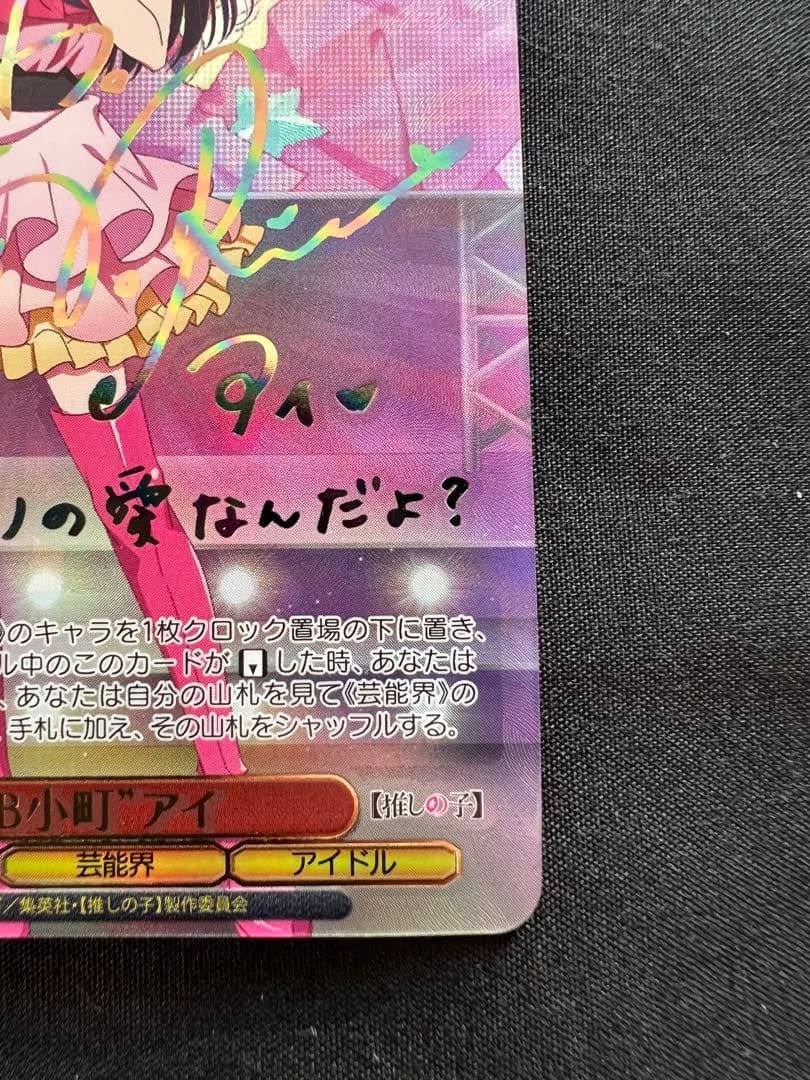 アイ
の愛なんだよ?
》のキャラを1枚クロック置場の下に置き、
ル中のこのカードが した時、あなたは
、あなたは自分の山札を見て《芸能界》の
手札に加え、その山札をシャッフルする。
B小町”アイ
【推しの子】
芸能界
アイドル
/集英社・【推しの子】製作委員会